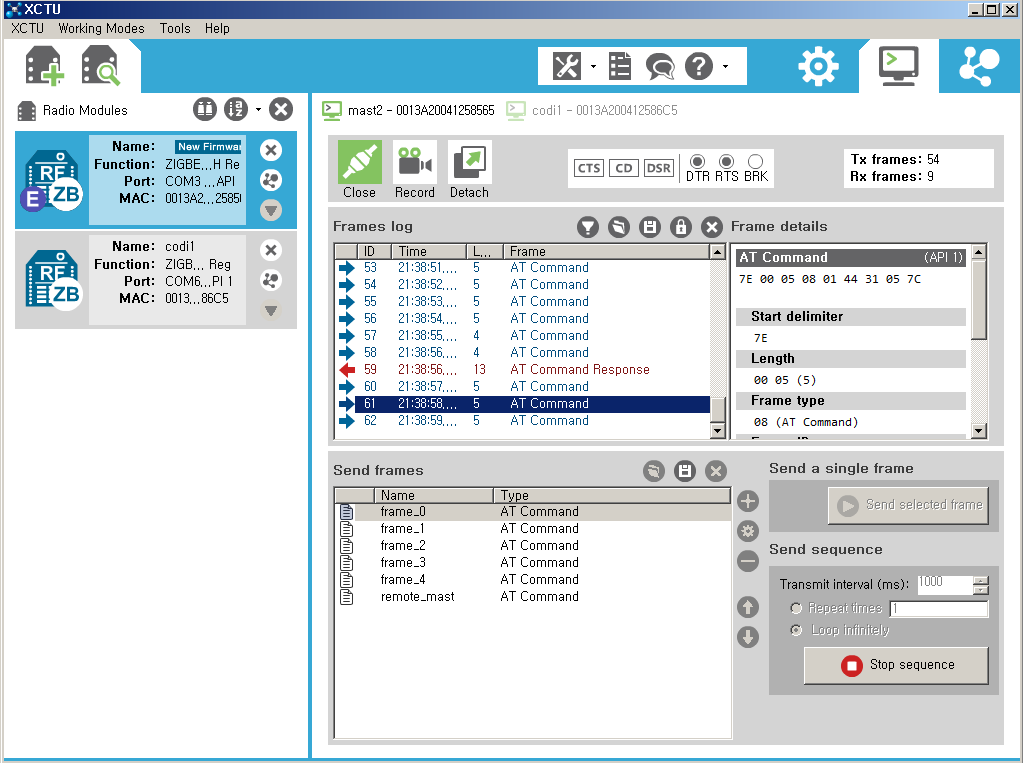 XCTU
XCTU Working Modes Tools Help
Radio Modules
mast2 - 0013A20041258565 codi1 - 0013A200412586C5
RF
E ZB
Name: New Firmwar
Function: ZIGBE...H Re
Port: COM3 ...API
MAC: 0013A2...2585
RF
ZB
Name: codi1
Function: ZIGB... Reg
Port: COM6...PI 1
MAC: 0013...86C5
Close Record Detach
CTS CD DSR DTR RTS BRK
Tx frames: 54
Rx frames: 9
Frames log
ID Time L... Frame
53 21:38:51,... 5 AT Command
54 21:38:52,... 5 AT Command
55 21:38:53,... 5 AT Command
56 21:38:54,... 5 AT Command
57 21:38:55,... 4 AT Command
58 21:38:56,... 4 AT Command
59 21:38:56,... 13 AT Command Response
60 21:38:57,... 5 AT Command
61 21:38:58,... 5 AT Command
62 21:38:59,... 5 AT Command
Frame details
AT Command (API 1)
7E 00 05 08 01 44 31 05 7C
Start delimiter
7E
Length
00 05 (5)
Frame type
08 (AT Command)
Send frames
Name Type
frame_0 AT Command
frame_1 AT Command
frame_2 AT Command
frame_3 AT Command
frame_4 AT Command
remote_mast AT Command
Send a single frame
Send selected frame
Send sequence
Transmit interval (ms): 1000
Repeat times 1
Loop infinitely
Stop sequence